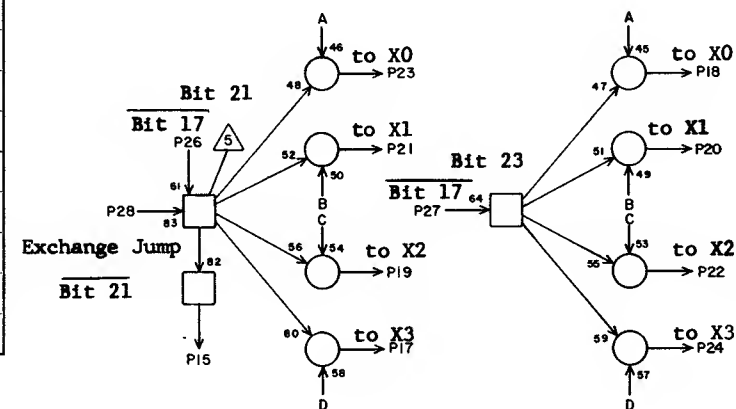 A
46
to X0
48
P23
Bit 21
Bit 17
P26
5
to X1
52
P21
50
61
P28
83
B
C
Exchange Jump
82
56
54
to X2
P19
Bit 21
60
to X3
P17
P15
58
D
A
45
to X0
47
P18
to X1
51
P20
49
Bit 23
Bit 17
64
P27
B
C
53
to X2
55
P22
59
to X3
P24
57
D